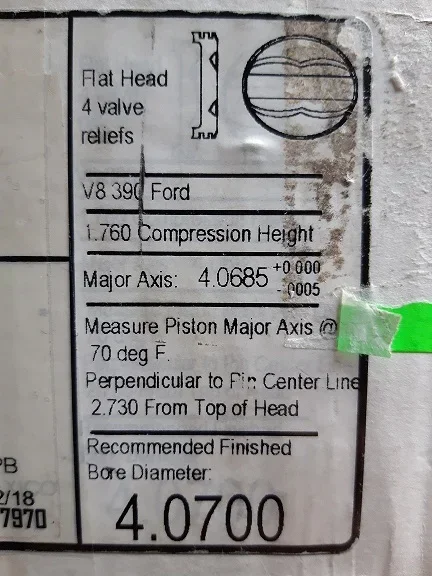 Flat Head
4 valve
reliefs
V8 390 Ford
1.760 Compression Height
Major Axis: 4.0685 +0.000
- .0005
Measure Piston Major Axis @
70 deg F.
Perpendicular to Pin Center Line
2.730 From Top of Head
Recommended Finished
Bore Diameter:
4.0700
PB
2/18
7970